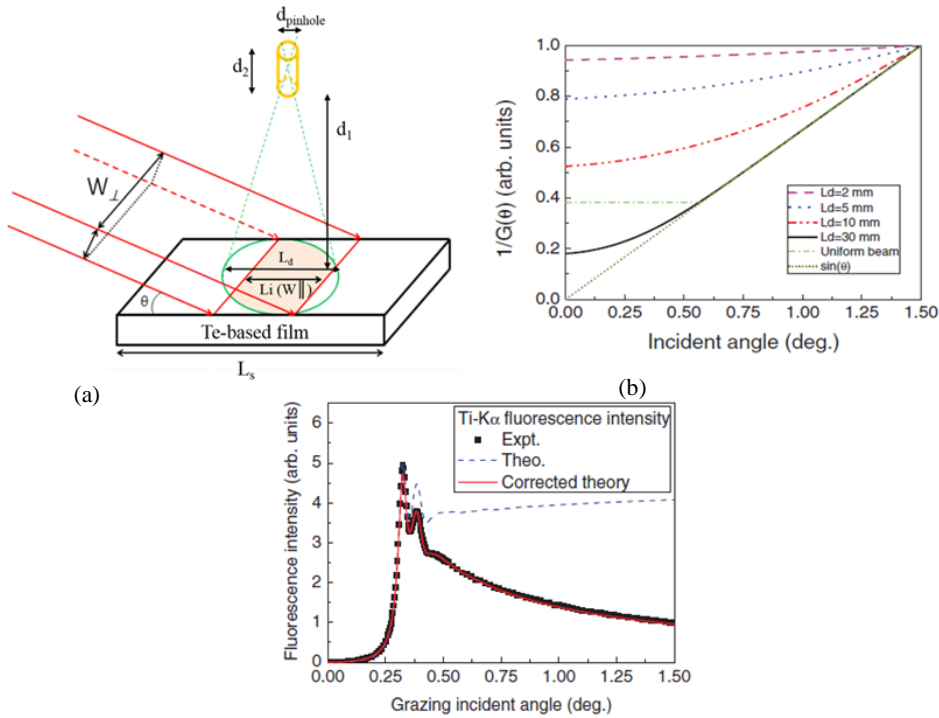 d_pinhole
d_2
d_1
W_⊥
L_d
Li (W∥)
θ
Te-based film
L_s
(a)
1/G(θ) (arb. units)
1.0
0.8
0.6
0.4
0.2
0.0
Ld=2 mm
Ld=5 mm
Ld=10 mm
Ld=30 mm
Uniform beam
sin(θ)
0.00 0.25 0.50 0.75 1.00 1.25 1.50
Incident angle (deg.)
(b)
Fluorescence intensity (arb. units)
6
5
4
3
2
1
0
Ti-Kα fluorescence intensity
Expt.
Theo.
Corrected theory
0.00 0.25 0.50 0.75 1.00 1.25 1.50
Grazing incident angle (deg.)